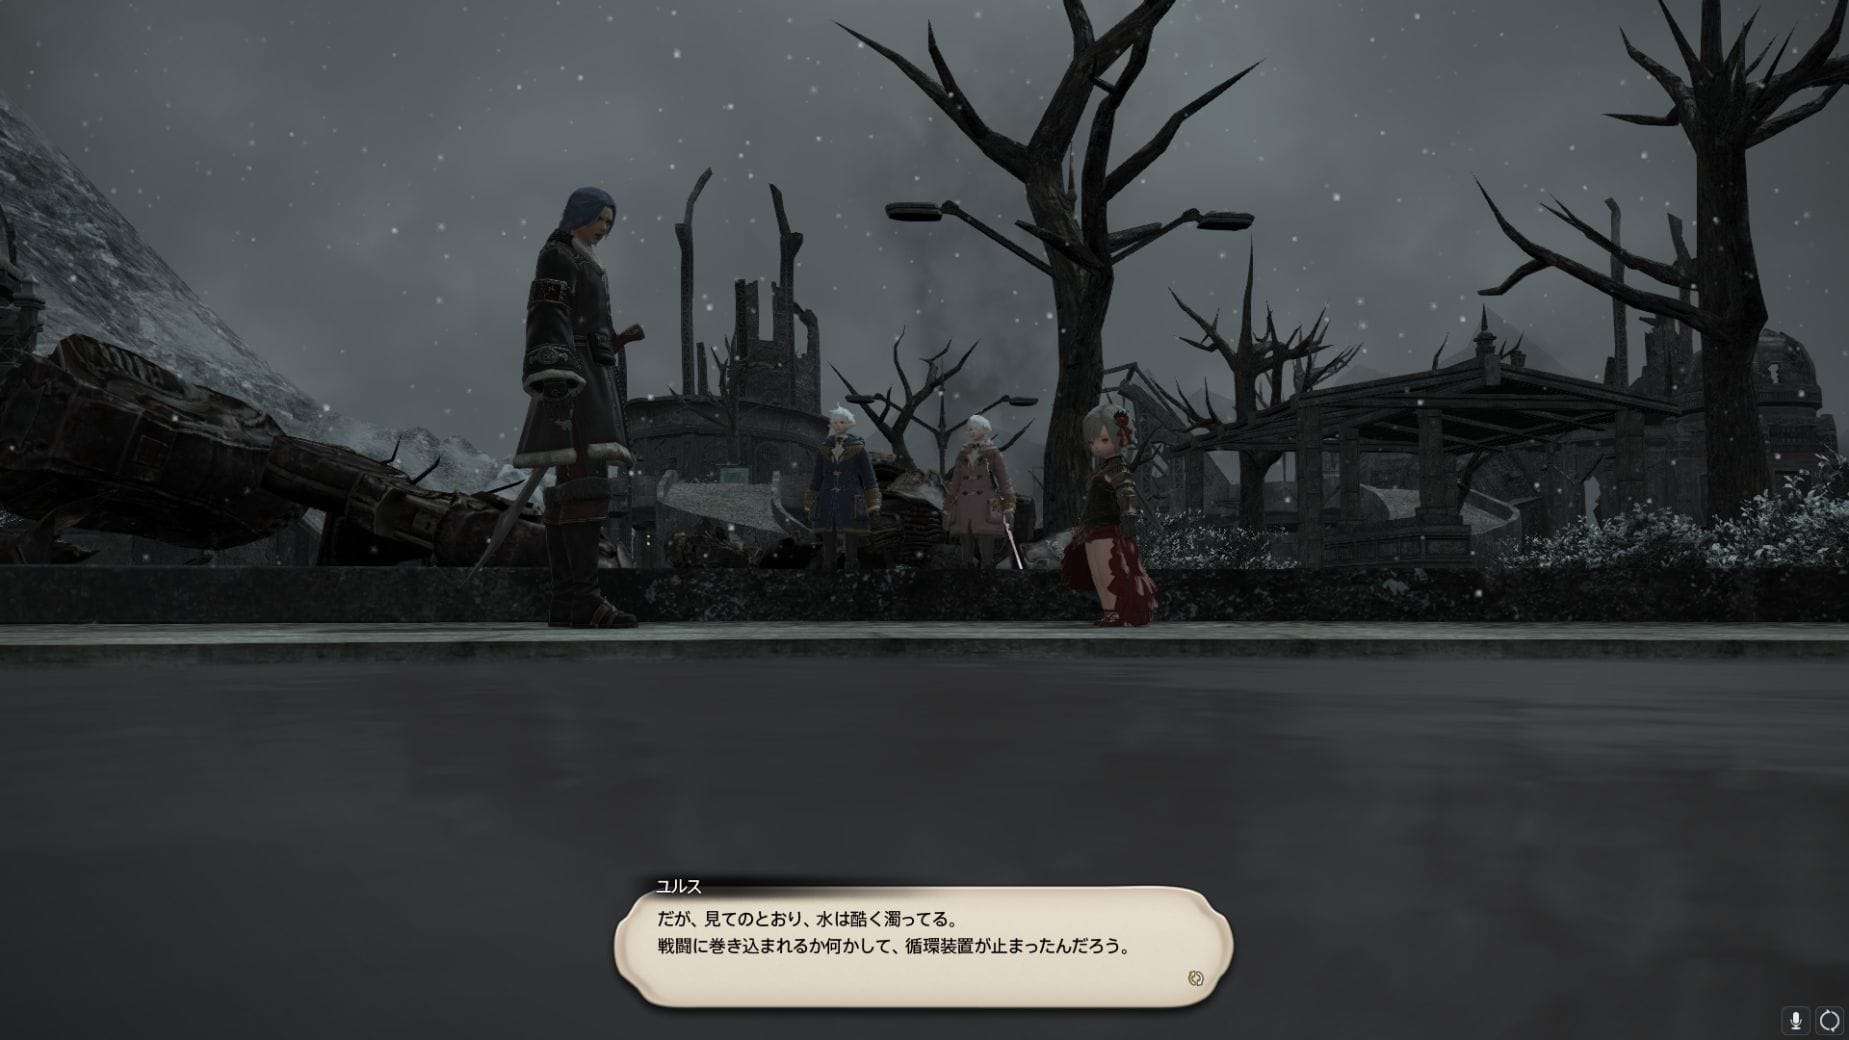 ユルス
だが、見てのとおり、水は酷く濁ってる。
戦闘に巻き込まれるか何かして、循環装置が止まったんだろう。